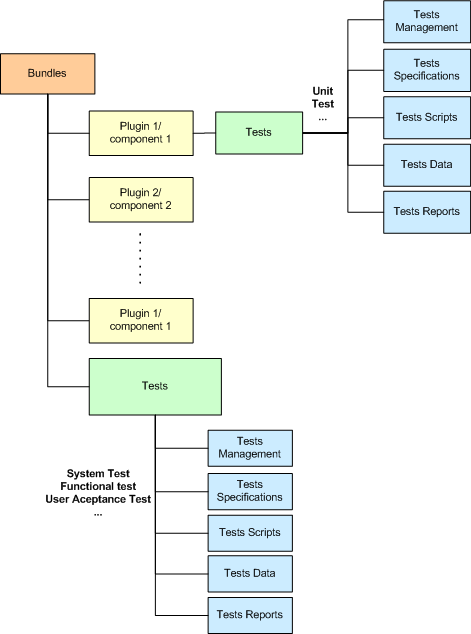 Bundles
Plugin 1/
component 1
Tests
Unit
Test
...
Tests
Management
Tests
Specifications
Tests Scripts
Tests Data
Tests Reports
Plugin 2/
component 2
Plugin 1/
component 1
Tests
System Test
Functional test
User Aceptance Test
...
Tests
Management
Tests
Specifications
Tests Scripts
Tests Data
Tests Reports